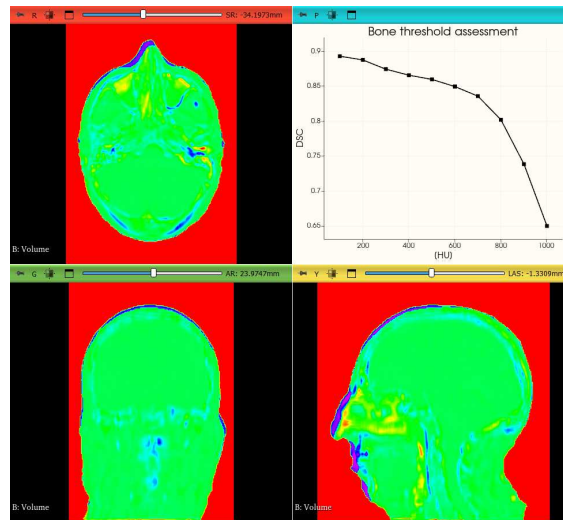 R
SR: -34.1973mm
B: Volume
P
Bone threshold assessment
0.9
0.85
0.8
0.75
0.7
0.65
DSC
200
400
600
800
1000
(HU)
G
AR: 23.9747mm
B: Volume
Y
LAS: -1.3309mm
B: Volume